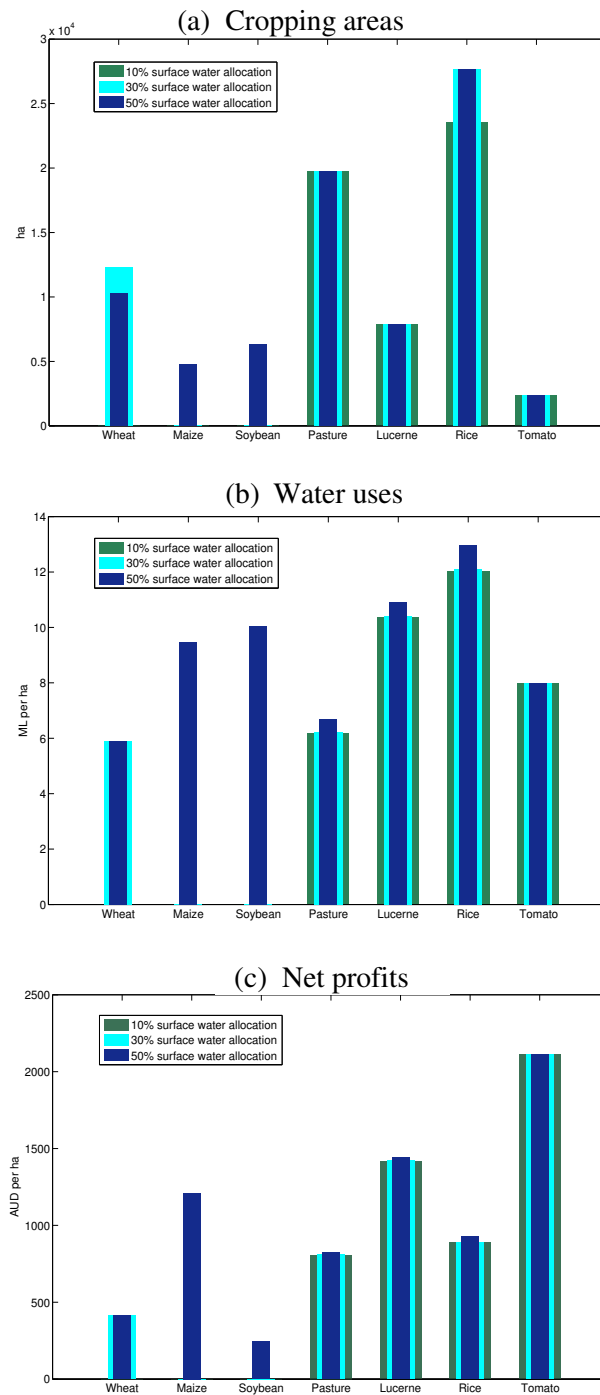 (a) Cropping areas
x 10⁴
3
2.5
2
1.5
1
0.5
0
ha
10% surface water allocation
30% surface water allocation
50% surface water allocation
Wheat Maize Soybean Pasture Lucerne Rice Tomato
(b) Water uses
14
12
10
8
6
4
2
0
ML per ha
10% surface water allocation
30% surface water allocation
50% surface water allocation
Wheat Maize Soybean Pasture Lucerne Rice Tomato
(c) Net profits
2500
2000
1500
1000
500
0
AUD per ha
10% surface water allocation
30% surface water allocation
50% surface water allocation
Wheat Maize Soybean Pasture Lucerne Rice Tomato